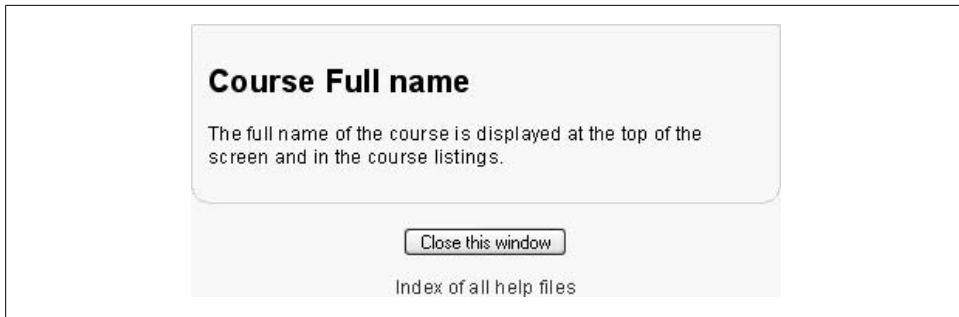 Course Full name
The full name of the course is displayed at the top of the
screen and in the course listings.
Close this window
Index of all help files